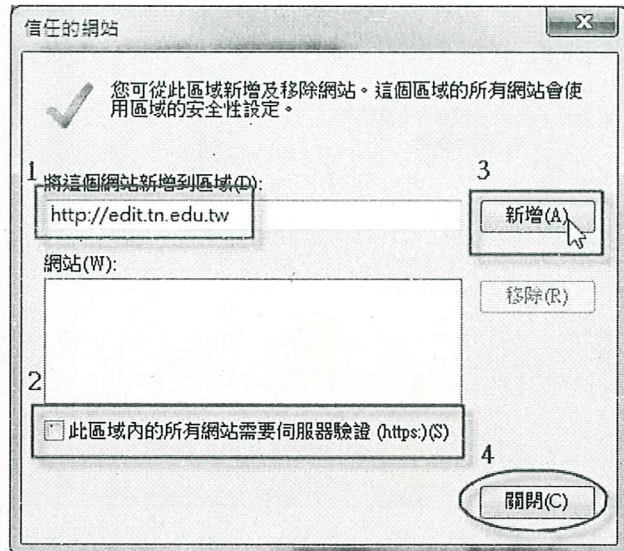 信任的網站
您可從此區域新增及移除網站。這個區域的所有網站會使
用區域的安全性設定。
1
將這個網站新增到區域(D):
3
http://edit.tn.edu.tw
新增(A)
網站(W):
移除(R)
2
此區域內的所有網站需要伺服器驗證 (https:)(S)
4
關閉(C)